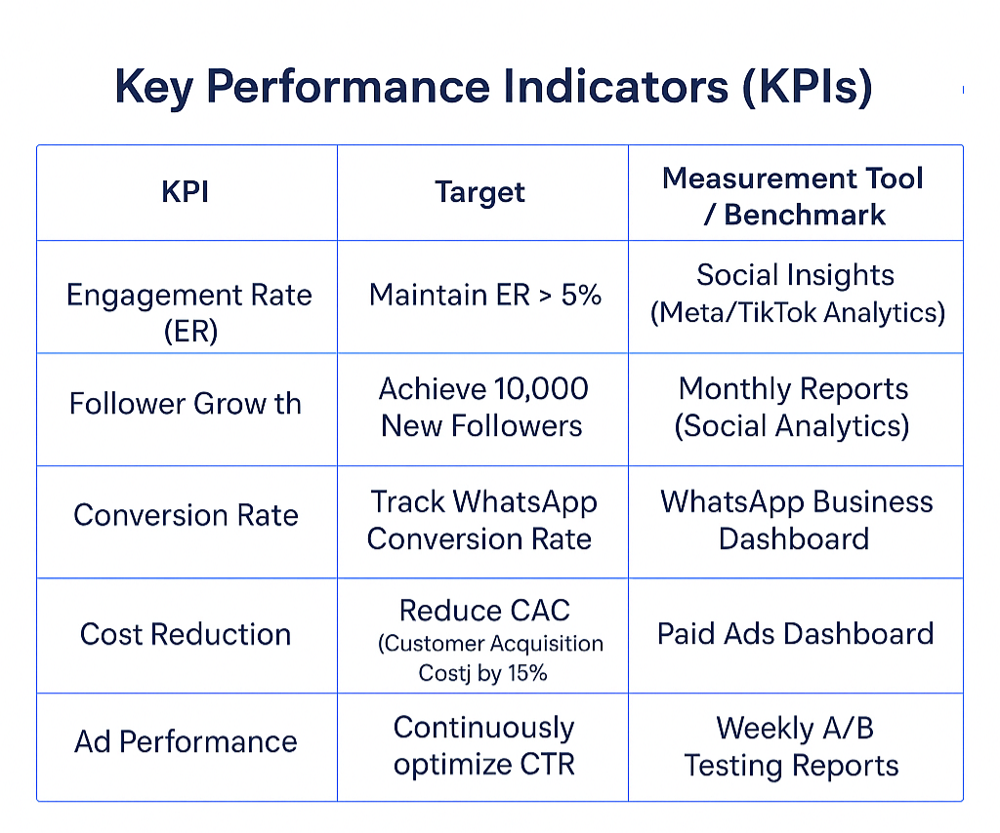 Key Performance Indicators (KPIs)
KPI
Target
Measurement Tool
/ Benchmark
Engagement Rate
(ER)
Maintain ER > 5%
Social Insights
(Meta/TikTok Analytics)
Follower Grow th
Achieve 10,000
New Followers
Monthly Reports
(Social Analytics)
Conversion Rate
Track WhatsApp
Conversion Rate
WhatsApp Business
Dashboard
Cost Reduction
Reduce CAC
(Customer Acquisition
Costj by 15%
Paid Ads Dashboard
Ad Performance
Continuously
optimize CTR
Weekly A/B
Testing Reports